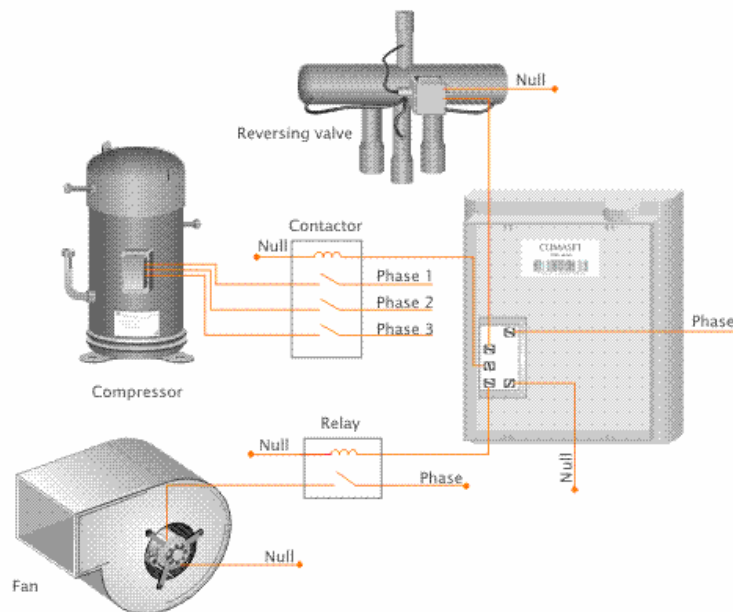 Null
Reversing valve
Contactor
Null
Phase 1
Phase 2
Phase 3
CLIMASET
Phase
Compressor
Relay
Null
Phase
Null
Null
Fan